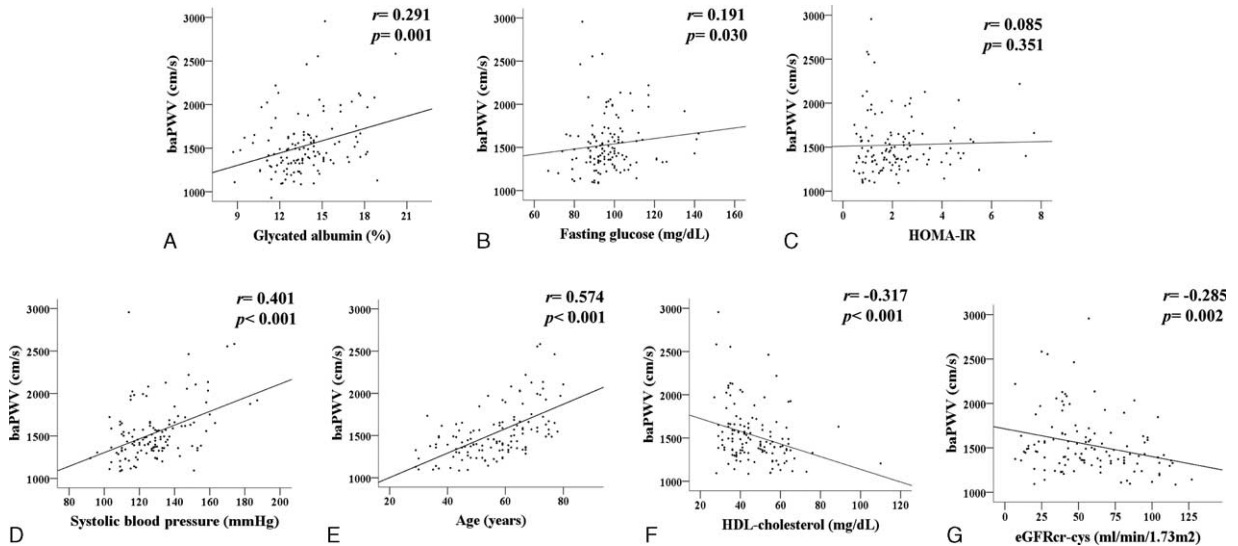 r= 0.291
p= 0.001
3000
2500
2000
1500
1000
baPWV (cm/s)
9 12 15 18 21
Glycated albumin (%)
A
r= 0.191
p= 0.030
3000
2500
2000
1500
1000
baPWV (cm/s)
60 80 100 120 140 160
Fasting glucose (mg/dL)
B
r= 0.085
p= 0.351
3000
2500
2000
1500
1000
baPWV (cm/s)
0 2 4 6 8
HOMA-IR
C
r= 0.401
p< 0.001
3000
2500
2000
1500
1000
baPWV (cm/s)
80 100 120 140 160 180 200
Systolic blood pressure (mmHg)
D
r= 0.574
p< 0.001
3000
2500
2000
1500
1000
baPWV (cm/s)
20 40 60 80
Age (years)
E
r= -0.317
p< 0.001
3000
2500
2000
1500
1000
baPWV (cm/s)
20 40 60 80 100 120
HDL-cholesterol (mg/dL)
F
r= -0.285
p= 0.002
3000
2500
2000
1500
1000
baPWV (cm/s)
0 25 50 75 100 125
eGFRcr-cys (ml/min/1.73m2)
G